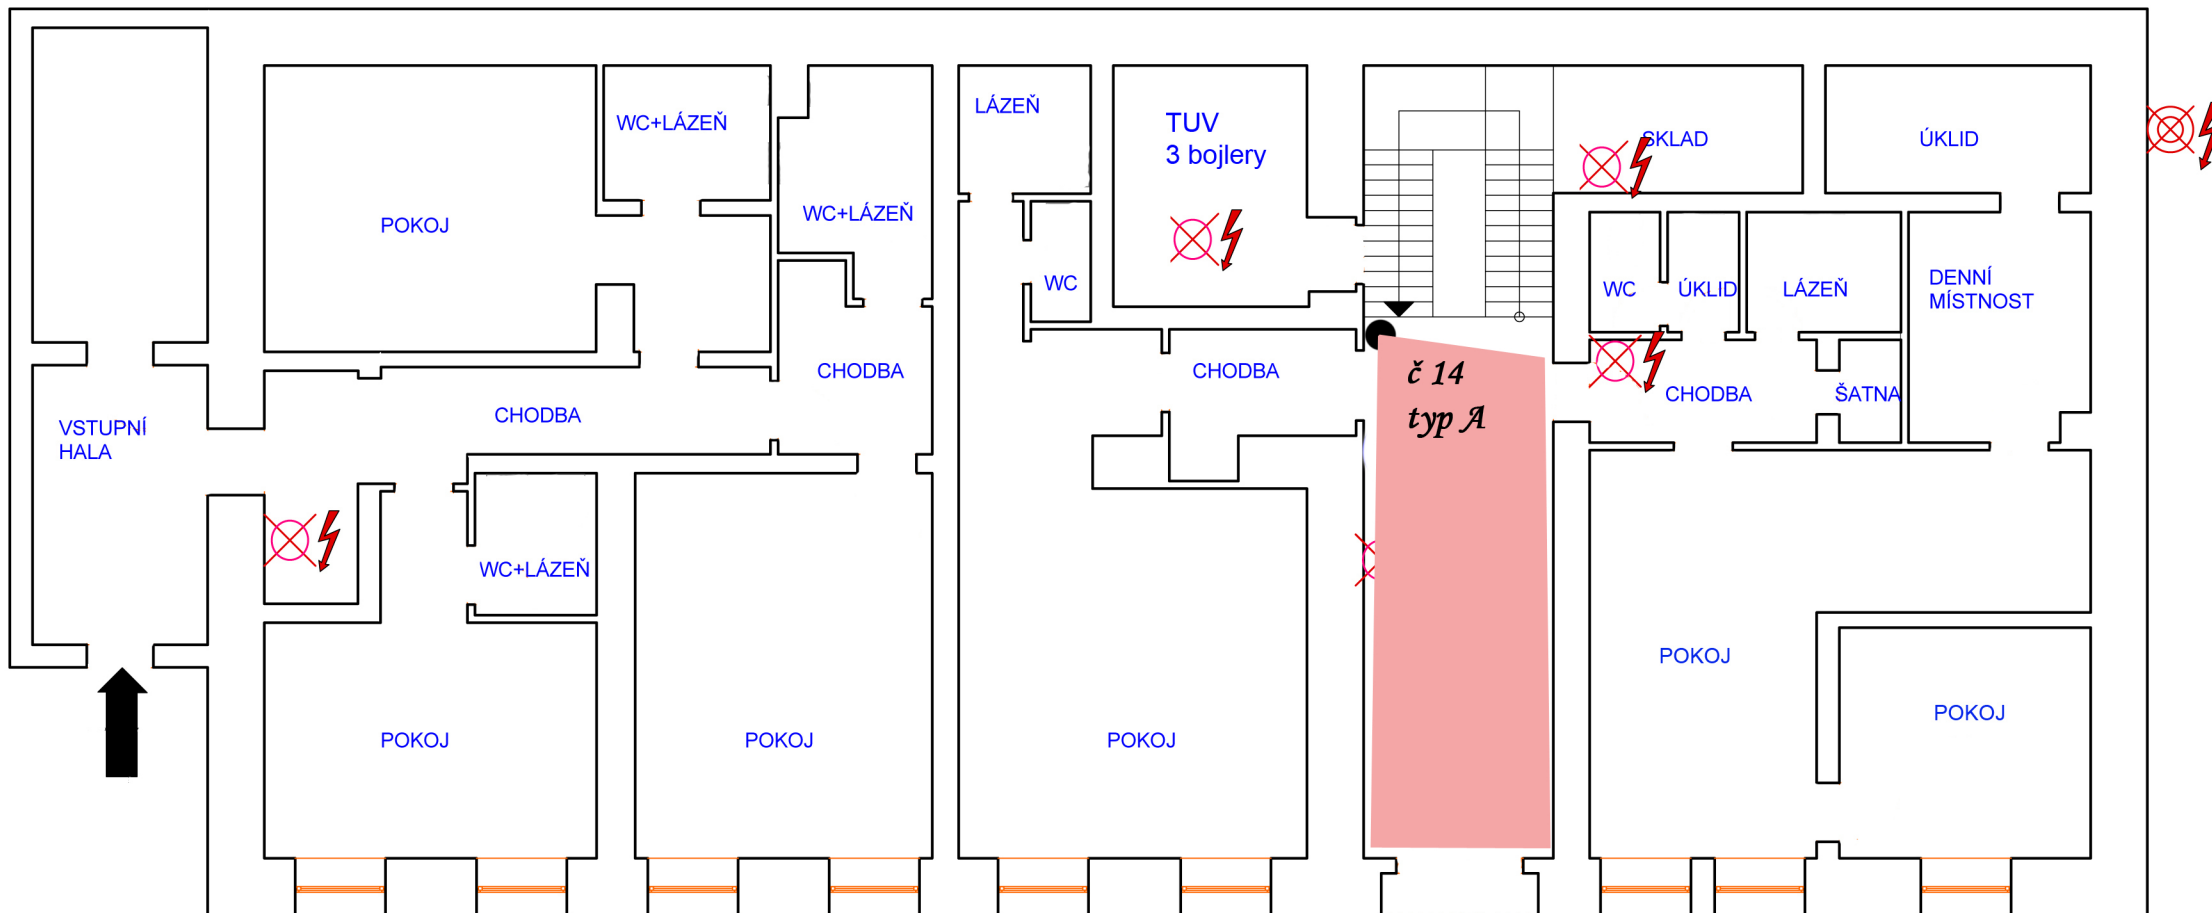 LÁZEŇ
TUV
3 bojlery
WC+LÁZEŇ
SKLAD
ÚKLID
POKOJ
WC+LÁZEŇ
WC
WC
ÚKLID
LÁZEŇ
DENNÍ
MÍSTNOST
CHODBA
CHODBA
č 14
typ A
CHODBA
ŠATNA
CHODBA
VSTUPNÍ
HALA
WC+LÁZEŇ
POKOJ
POKOJ
POKOJ
POKOJ
POKOJ